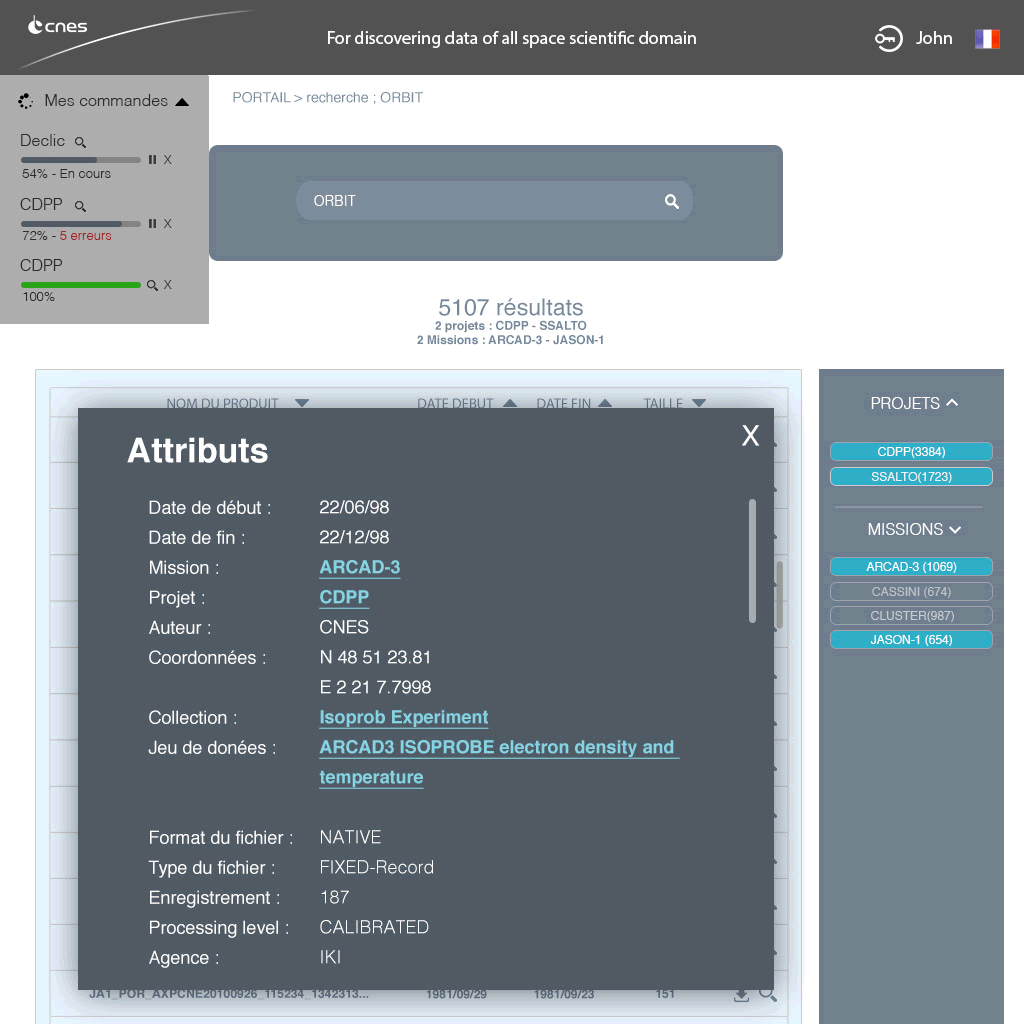 cnes
For discovering data of all space scientific domain
John
Mes commandes
Declic
X
54% - En cours
CDPP
X
72% - 5 erreurs
CDPP
X
100%
PORTAIL > recherche ; ORBIT
ORBIT
5107 résultats
2 projets : CDPP - SSALTO
2 Missions : ARCAD-3 - JASON-1
NOM DU PRODUIT DATE DEBUT DATE FIN TAILLE
Attributs
X
Date de début : 22/06/98
Date de fin : 22/12/98
Mission : ARCAD-3
Projet : CDPP
Auteur : CNES
Coordonnées : N 48 51 23.81
E 2 21 7.7998
Collection : Isoprob Experiment
Jeu de donées : ARCAD3 ISOPROBE electron density and
temperature
Format du fichier : NATIVE
Type du fichier : FIXED-Record
Enregistrement : 187
Processing level : CALIBRATED
Agence : IKI
JA1_POR_AXPCNE20100926_115234_1342313... 1981/09/29 1981/09/23 151
PROJETS
CDPP(3384)
SSALTO(1723)
MISSIONS
ARCAD-3 (1069)
CASSINI (674)
CLUSTER(987)
JASON-1 (654)